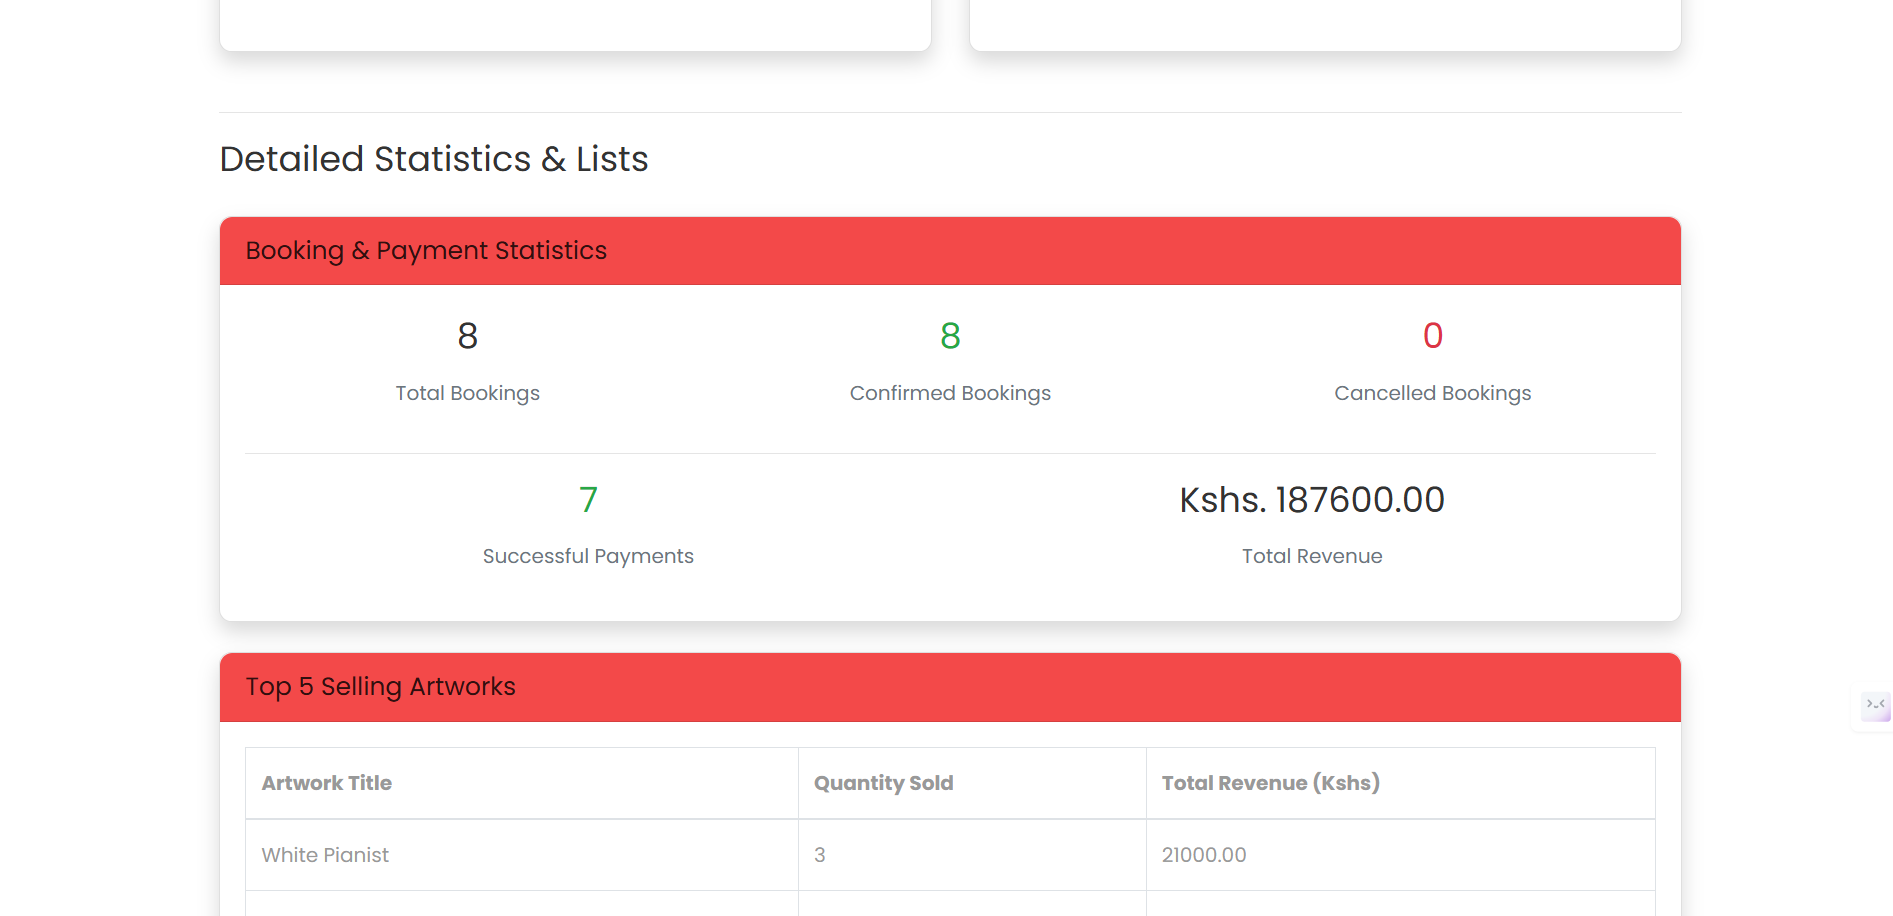 Detailed Statistics & Lists
Booking & Payment Statistics
8
8
0
Total Bookings
Confirmed Bookings
Cancelled Bookings
7
Kshs. 187600.00
Successful Payments
Total Revenue
Top 5 Selling Artworks
Artwork Title
Quantity Sold
Total Revenue (Kshs)
White Pianist
3
21000.00